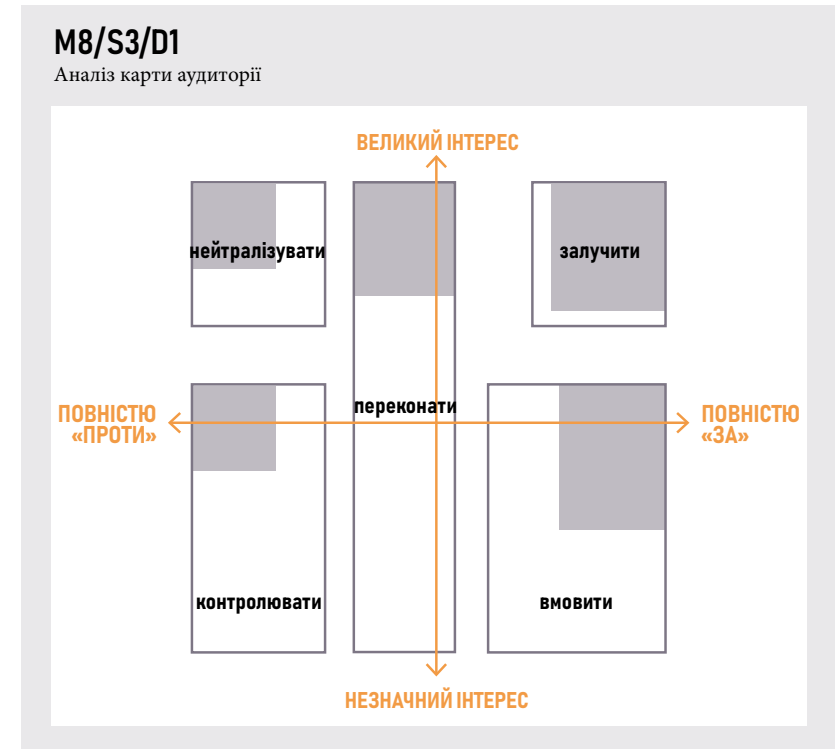 M8/S3/D1
Аналіз карти аудиторії
ВЕЛИКИЙ ІНТЕРЕС
нейтралізувати
залучити
переконати
ПОВНІСТЮ
«ПРОТИ»
ПОВНІСТЮ
«ЗА»
контролювати
вмовити
НЕЗНАЧНИЙ ІНТЕРЕС